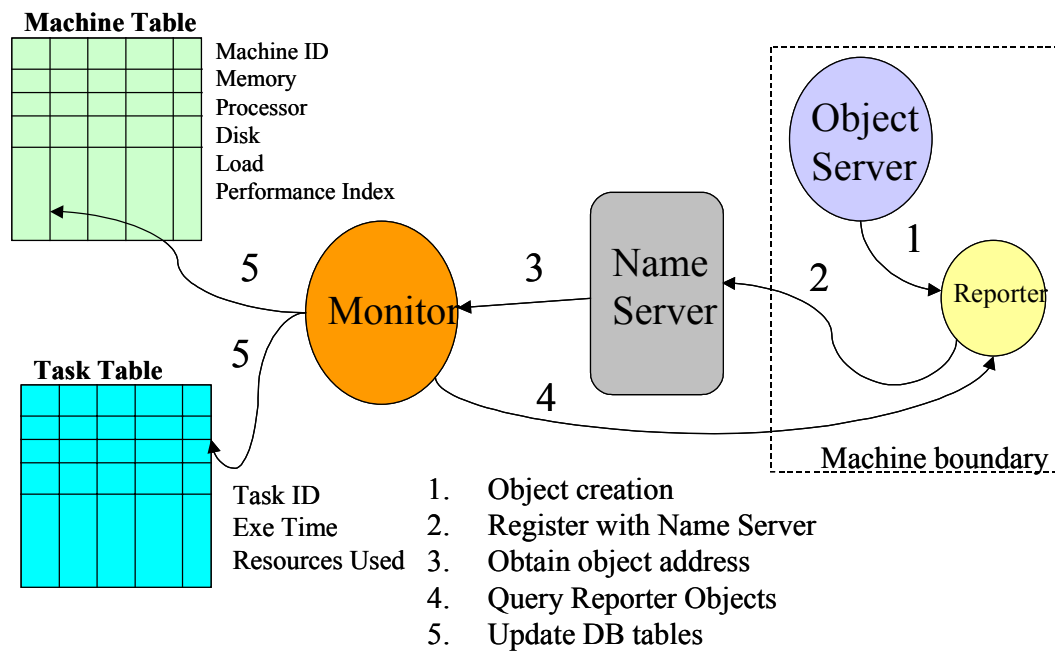 Machine Table
Machine ID
Memory
Processor
Disk
Load
Performance Index
Object
Server
1
5
3
Name
Server
2
Reporter
Monitor
5
Task Table
4
Machine boundary
Task ID
Exe Time
Resources Used
1. Object creation
2. Register with Name Server
3. Obtain object address
4. Query Reporter Objects
5. Update DB tables